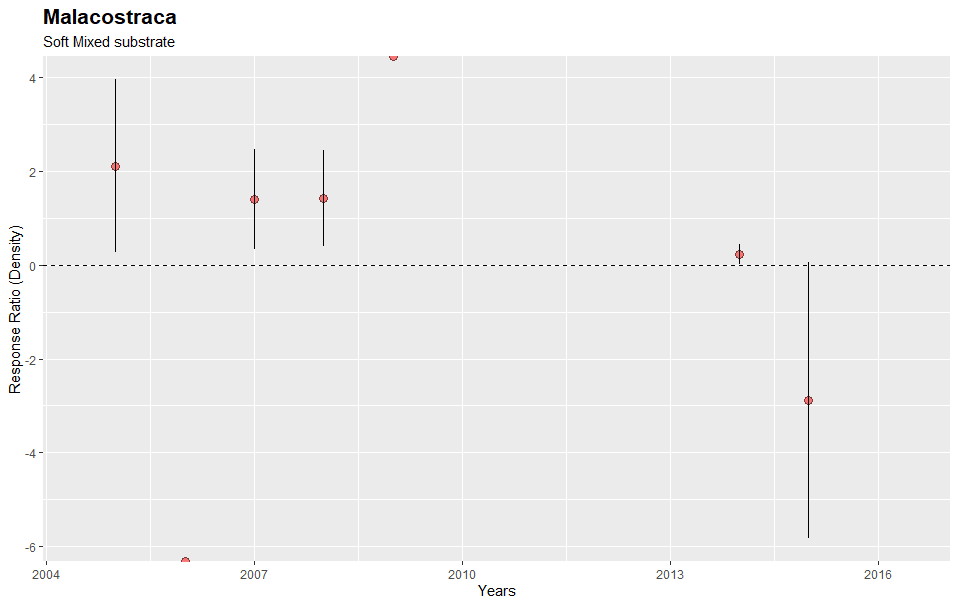 Malacostraca
Soft Mixed substrate
Response Ratio (Density)
4
2
0
-2
-4
-6
2004
2007
2010
2013
2016
Years